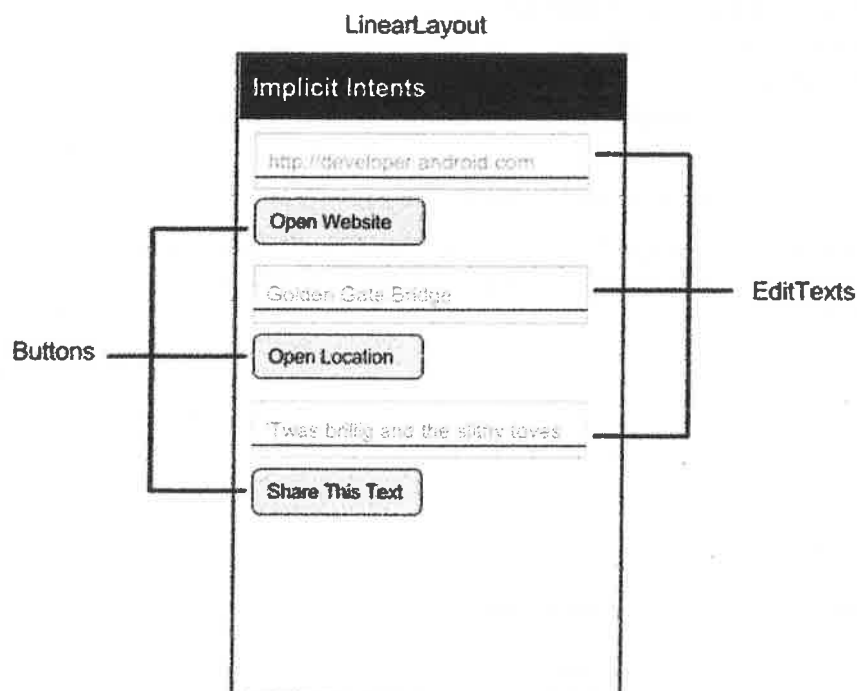 LinearLayout
Implicit Intents
http://developer.android.com
Open Website
Golden Gate Bridge
EditTexts
Buttons
Open Location
'Twas brillig and the slithy toves
Share This Text